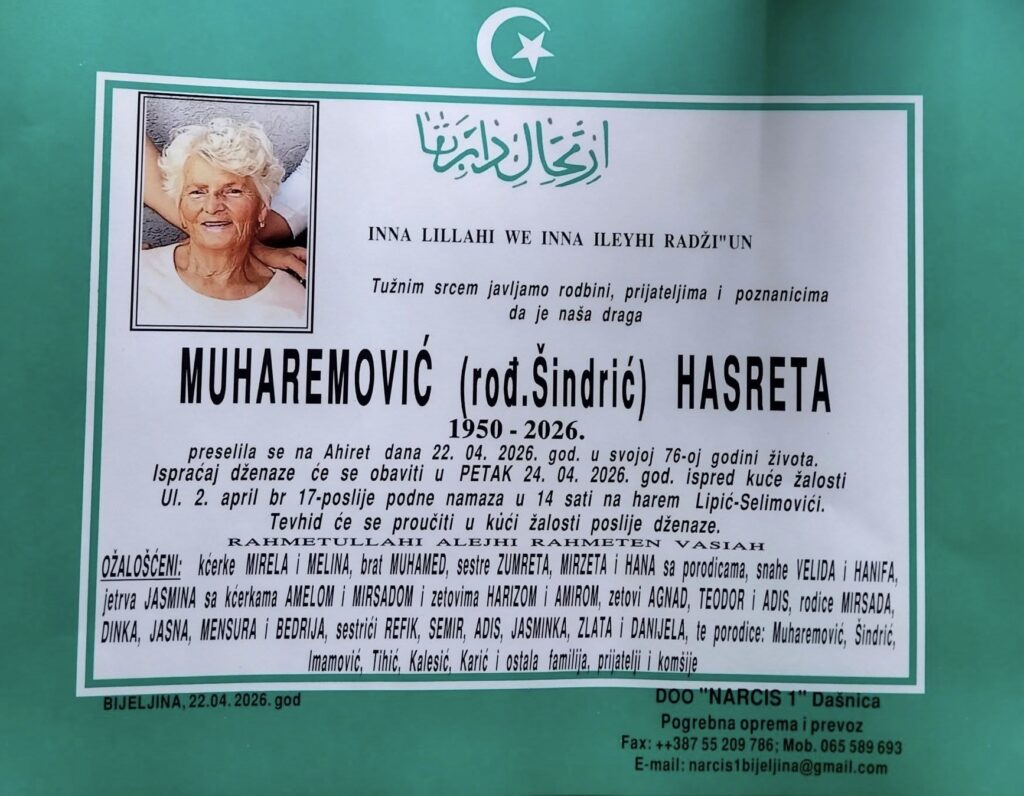 ارتحال دار بقا
INNA LILLAHI WE INNA ILEYHI RADŽI"UN
Tužnim srcem javljamo rodbini, prijateljima i poznanicima
da je naša draga
MUHAREMOVIĆ (rođ.Šindrić) HASRETA
1950 - 2026.
preselila se na Ahiret dana 22. 04. 2026. god. u svojoj 76-oj godini života.
Ispraćaj dženaze će se obaviti u PETAK 24. 04. 2026. god. ispred kuće žalosti
Ul. 2. april br 17-poslije podne namaza u 14 sati na harem Lipić-Selimovići.
Tevhid će se proučiti u kući žalosti poslije dženaze.
RAHMETULLAHI ALEJHI RAHMETEN VASIAH
OŽALOŠĆENI: kćerke MIRELA i MELINA, brat MUHAMED, sestre ZUMRETA, MIRZETA i HANA sa porodicama, snahe VELIDA i HANIFA,
jetrva JASMINA sa kćerkama AMELOM i MIRSADOM i zetovima HARIZOM i AMIROM, zetovi AGNAD, TEODOR i ADIS, rodice MIRSADA,
DINKA, JASNA, MENSURA i BEDRIJA, sestrići REFIK, SEMIR, ADIS, JASMINKA, ZLATA i DANIJELA, te porodice: Muharemović, Šindrić,
Imamović, Tihić, Kalesić, Karić i ostala familija, prijatelji i komšije
BIJELJINA, 22.04. 2026. god
DOO "NARCIS 1" Dašnica
Pogrebna oprema i prevoz
Fax: ++387 55 209 786; Mob. 065 589 693
E-mail: narcis1bijeljina@gmail.com